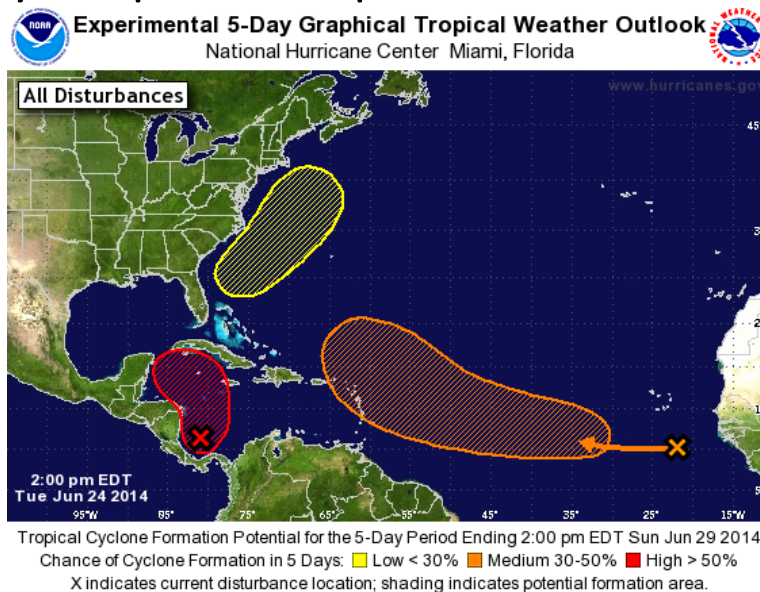 Experimental 5-Day Graphical Tropical Weather Outlook
National Hurricane Center Miami, Florida
NOAA
All Disturbances
www.hurricanes.gov
45
3
2
1
5
2:00 pm EDT
Tue Jun 24 2014
95°W 85° 75° 65° 55° 45° 35° 25° 15°W
Tropical Cyclone Formation Potential for the 5-Day Period Ending 2:00 pm EDT Sun Jun 29 2014
Chance of Cyclone Formation in 5 Days: Low < 30% Medium 30-50% High > 50%
X indicates current disturbance location; shading indicates potential formation area.